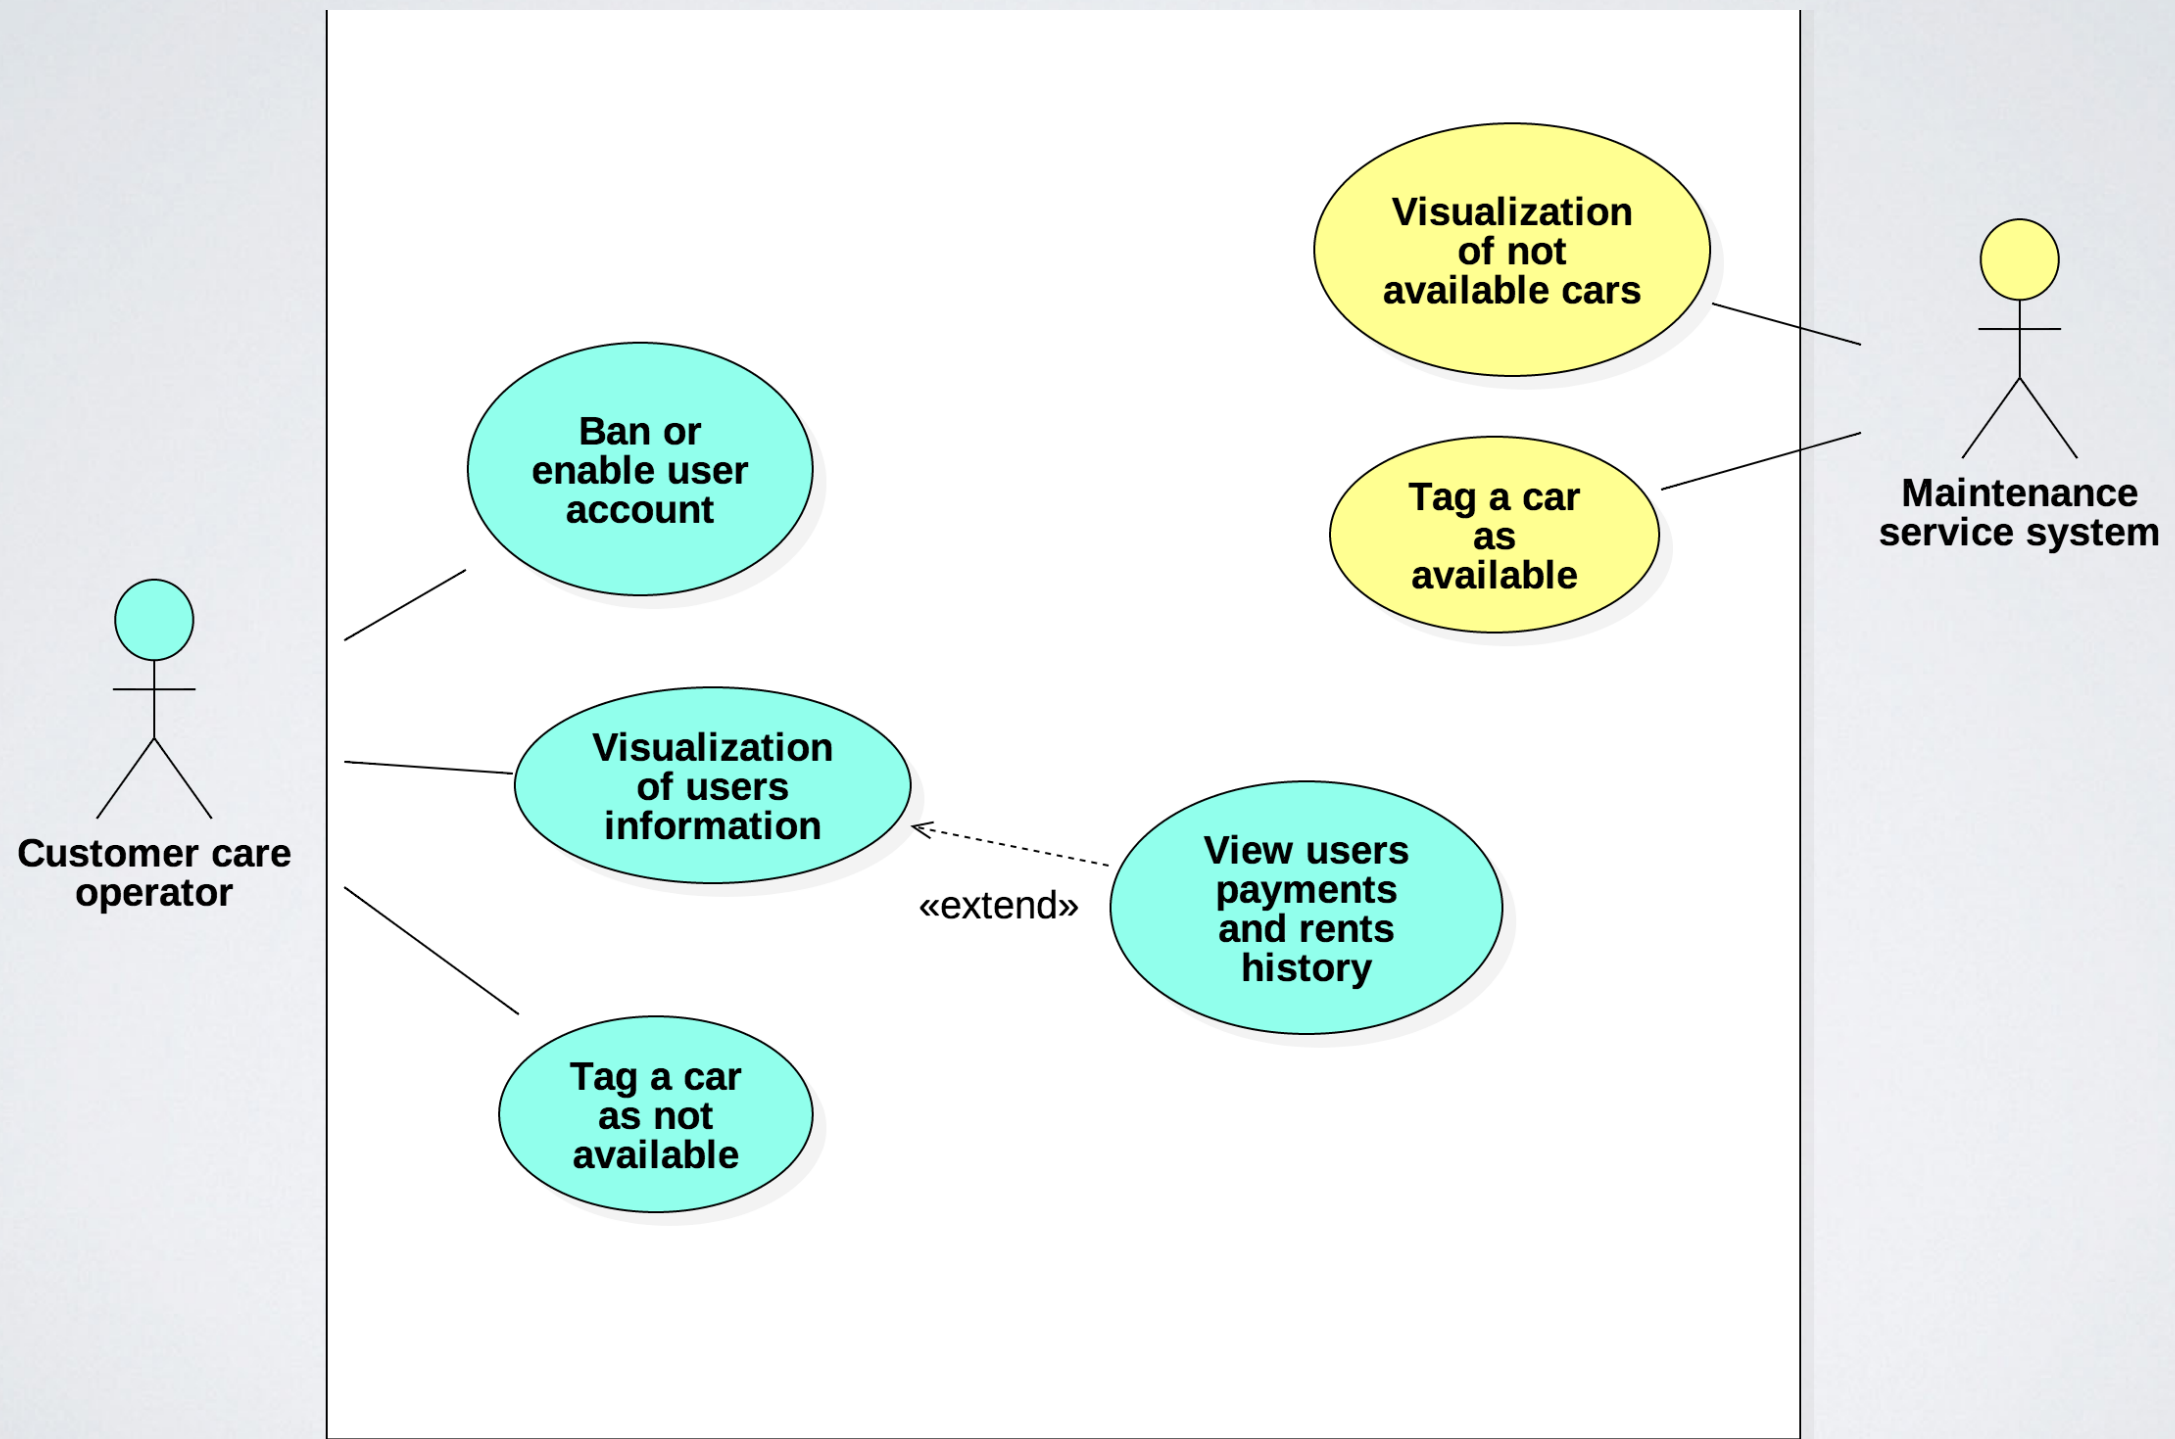 Visualization
of not
available cars
Ban or
enable user
account
Tag a car
as
available
Maintenance
service system
Customer care
operator
Visualization
of users
information
«extend»
View users
payments
and rents
history
Tag a car
as not
available